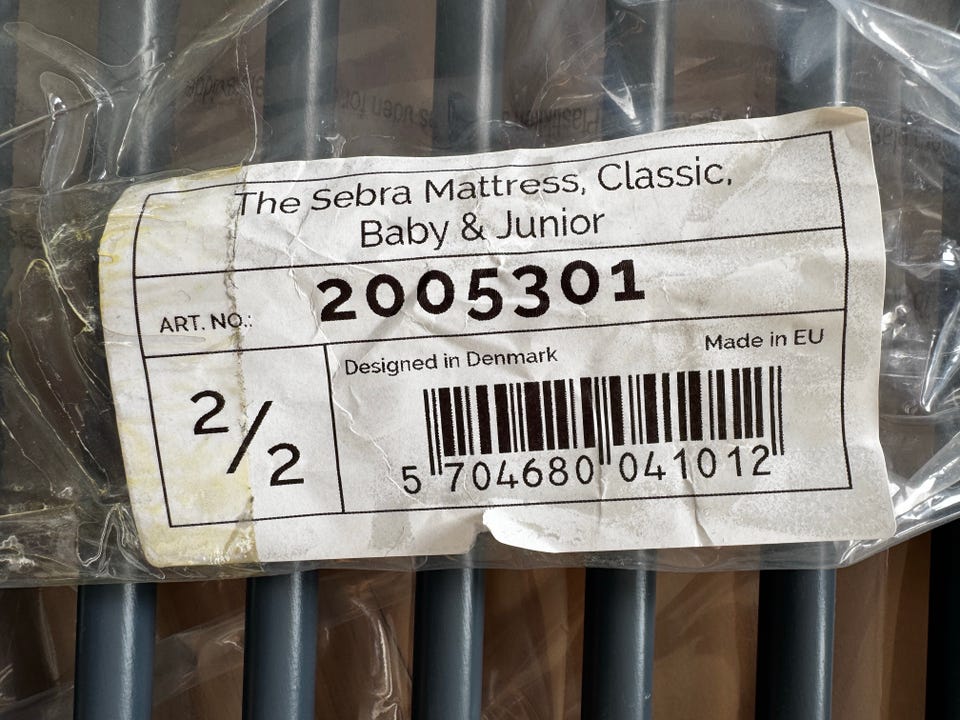 The Sebra Mattress, Classic,
Baby & Junior
ART. NO.: 2005301
2/2
Designed in Denmark
Made in EU
5 704680 041012